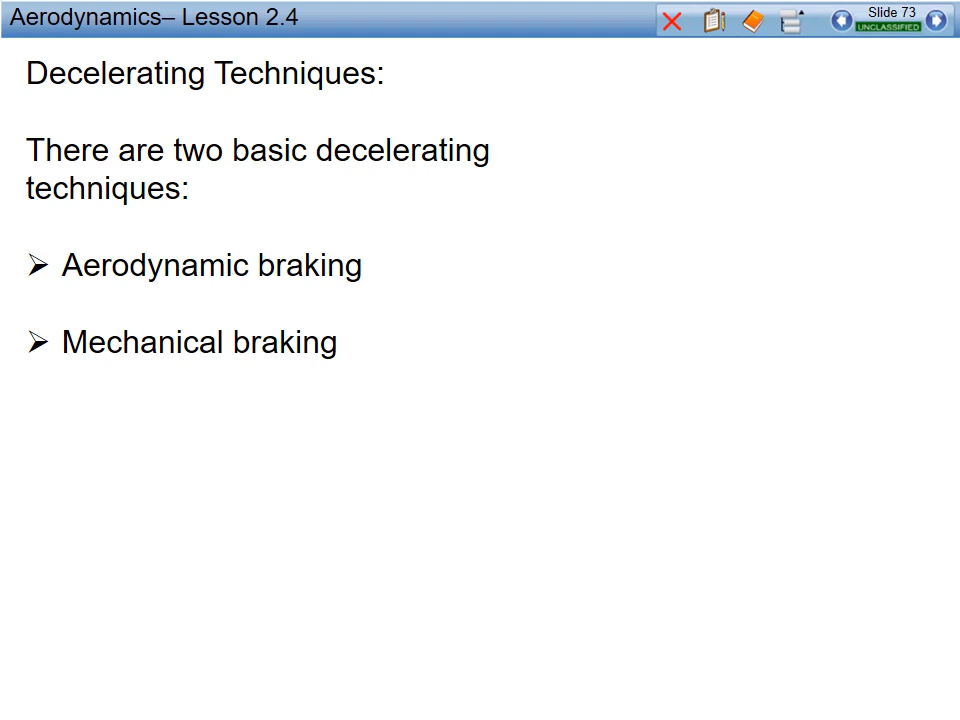 Aerodynamics– Lesson 2.4
Slide 73
UNCLASSIFIED
Decelerating Techniques:
There are two basic decelerating
techniques:
➢ Aerodynamic braking
➢ Mechanical braking